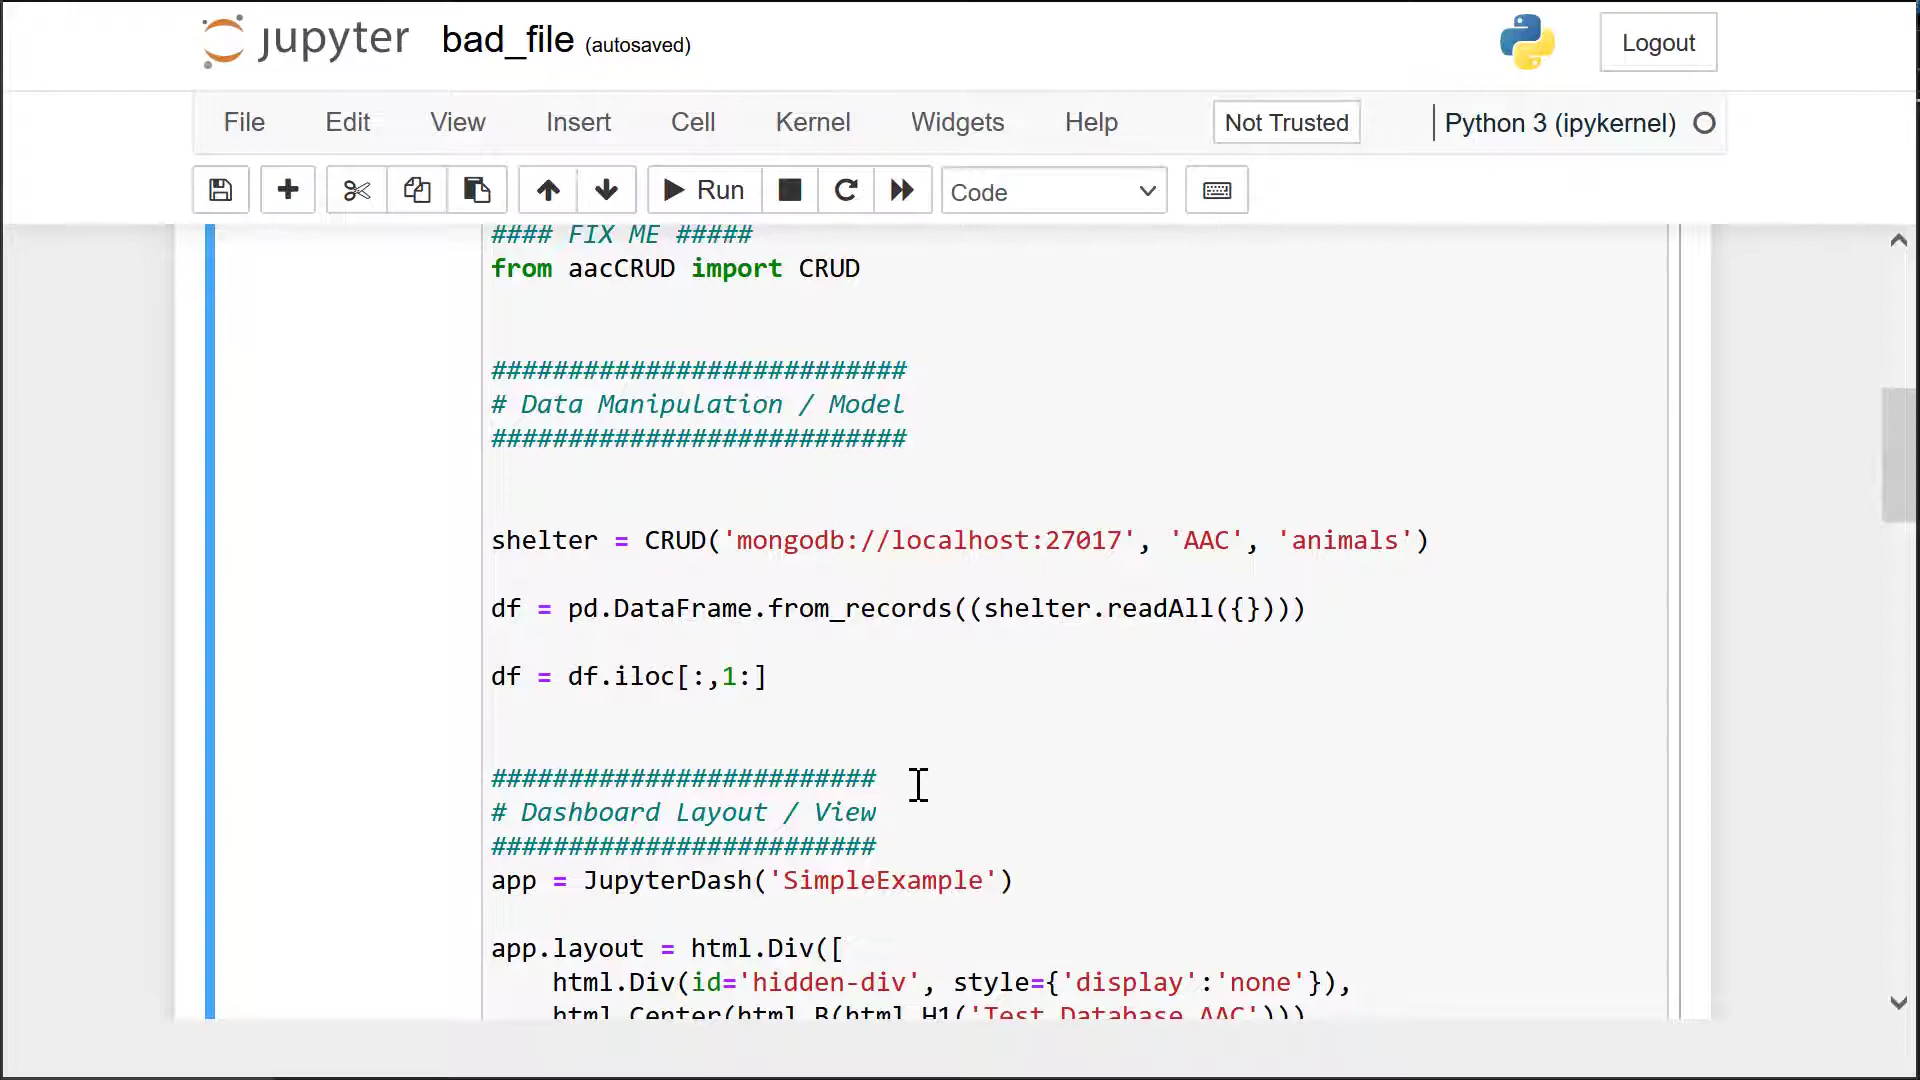 jupyter bad_file (autosaved)
Logout
File Edit View Insert Cell Kernel Widgets Help Not Trusted Python 3 (ipykernel)
Run Code
#### FIX ME #####
from aacCRUD import CRUD
###########################
# Data Manipulation / Model
###########################
shelter = CRUD('mongodb://localhost:27017', 'AAC', 'animals')
df = pd.DataFrame.from_records((shelter.readAll({})))
df = df.iloc[:,1:]
#########################
# Dashboard Layout / View
#########################
app = JupyterDash('SimpleExample')
app.layout = html.Div([
    html.Div(id='hidden-div', style={'display':'none'}),
    html.Center(html.B(html.H1('Test Database AAC')))